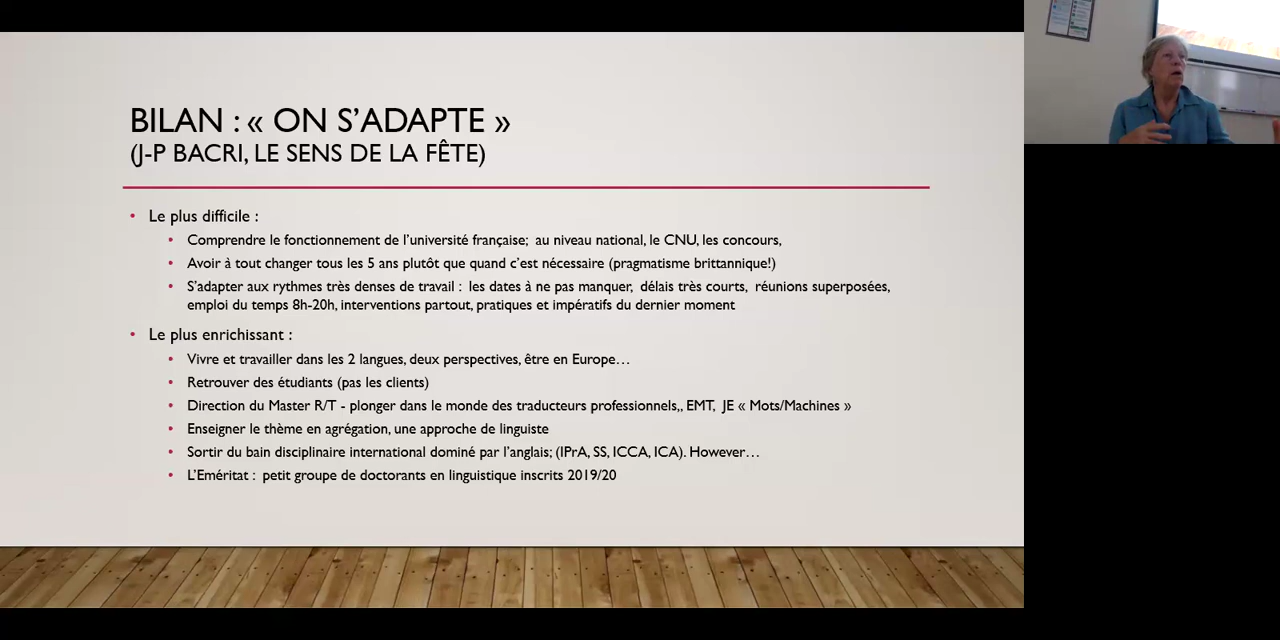 BILAN : « ON S’ADAPTE »
(J-P BACRI, LE SENS DE LA FÊTE)
• Le plus difficile :
• Comprendre le fonctionnement de l’université française; au niveau national, le CNU, les concours,
• Avoir à tout changer tous les 5 ans plutôt que quand c’est nécessaire (pragmatisme brittannique!)
• S’adapter aux rythmes très denses de travail : les dates à ne pas manquer, délais très courts, réunions superposées,
emploi du temps 8h-20h, interventions partout, pratiques et impératifs du dernier moment
• Le plus enrichissant :
• Vivre et travailler dans les 2 langues, deux perspectives, être en Europe…
• Retrouver des étudiants (pas les clients)
• Direction du Master R/T - plonger dans le monde des traducteurs professionnels,, EMT, JE « Mots/Machines »
• Enseigner le thème en agrégation, une approche de linguiste
• Sortir du bain disciplinaire international dominé par l’anglais; (IPrA, SS, ICCA, ICA). However…
• L’Eméritat : petit groupe de doctorants en linguistique inscrits 2019/20